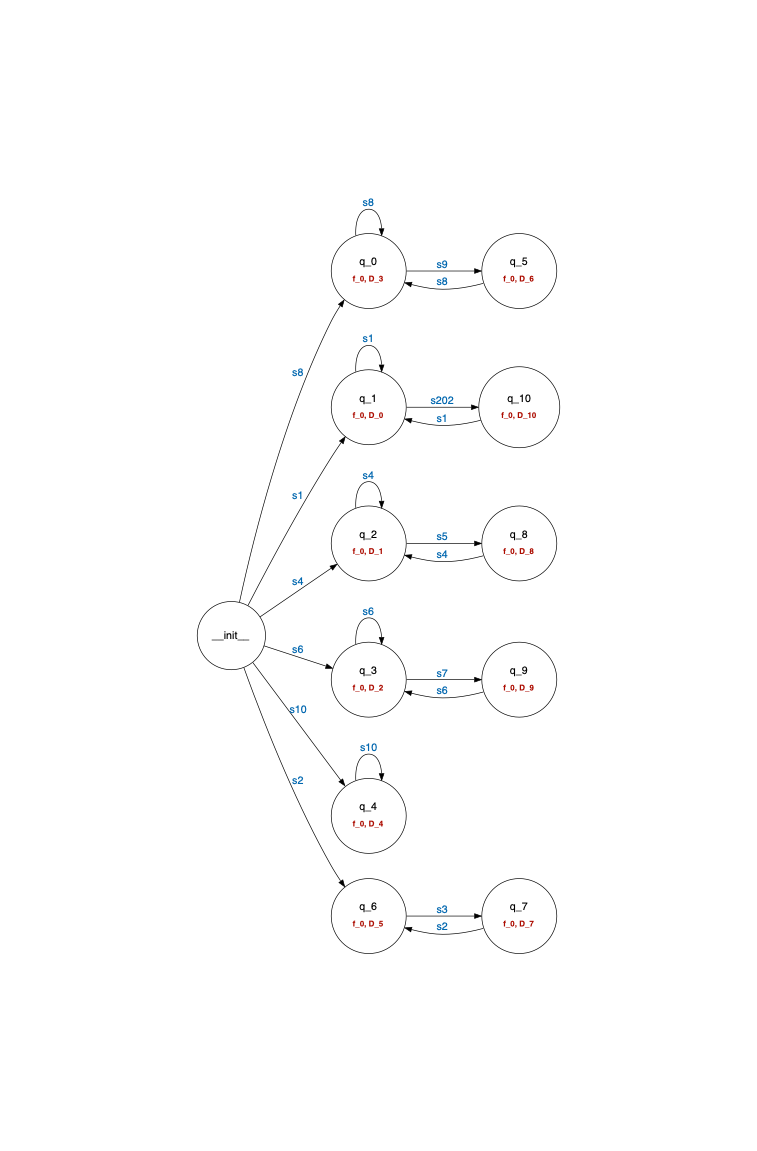 s8
q_0
f_0, D_3
s9
s8
q_5
f_0, D_6
s8
s1
q_1
f_0, D_0
s202
s1
q_10
f_0, D_10
s1
s4
q_2
f_0, D_1
s5
s4
q_8
f_0, D_8
s4
__init__
s6
s6
q_3
f_0, D_2
s7
s6
q_9
f_0, D_9
s10
s10
q_4
f_0, D_4
s2
q_6
f_0, D_5
s3
s2
q_7
f_0, D_7